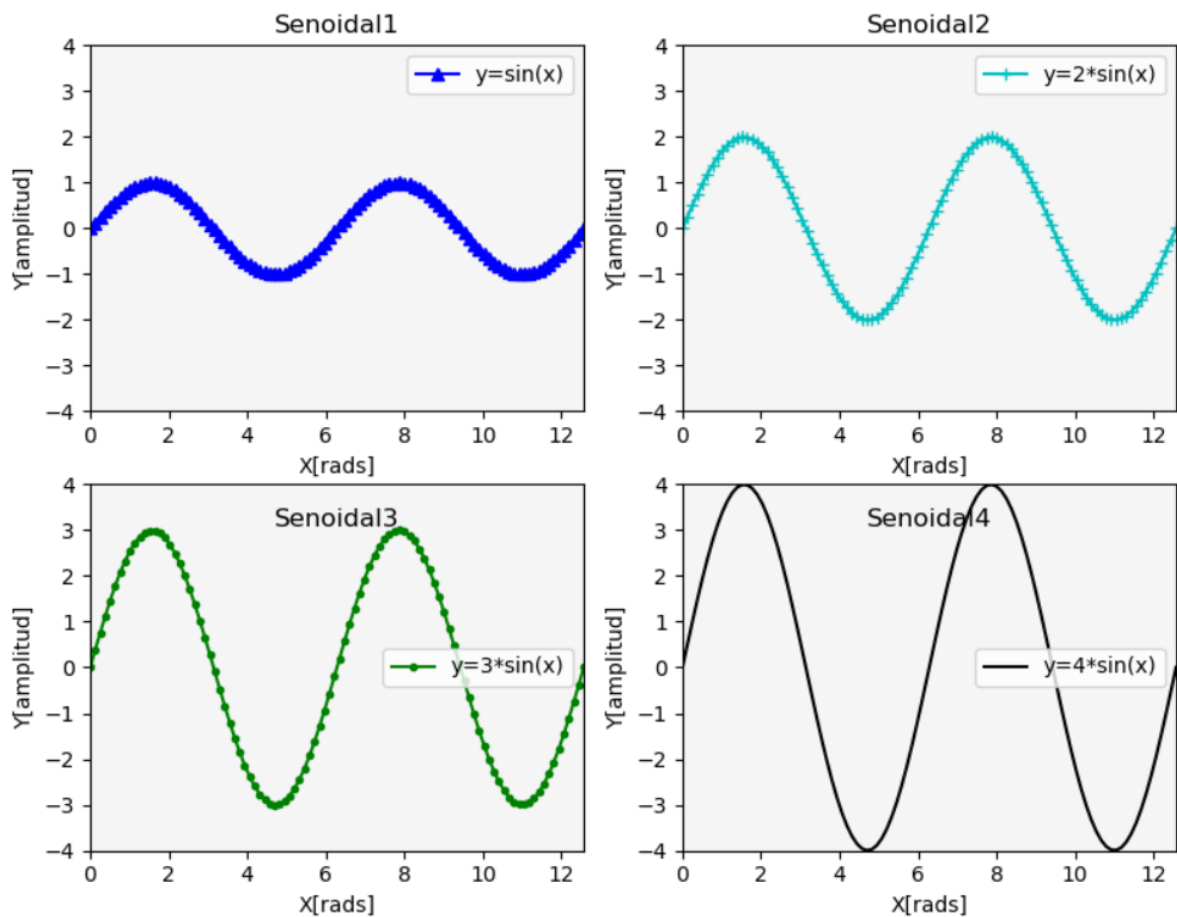 Senoidal1
4
3
2
1
0
−1
−2
−3
−4
Y[amplitud]
y=sin(x)
0 2 4 6 8 10 12
X[rads]
Senoidal2
4
3
2
1
0
−1
−2
−3
−4
Y[amplitud]
y=2*sin(x)
0 2 4 6 8 10 12
X[rads]
Senoidal3
4
3
2
1
0
−1
−2
−3
−4
Y[amplitud]
y=3*sin(x)
0 2 4 6 8 10 12
X[rads]
Senoidal4
4
3
2
1
0
−1
−2
−3
−4
Y[amplitud]
y=4*sin(x)
0 2 4 6 8 10 12
X[rads]